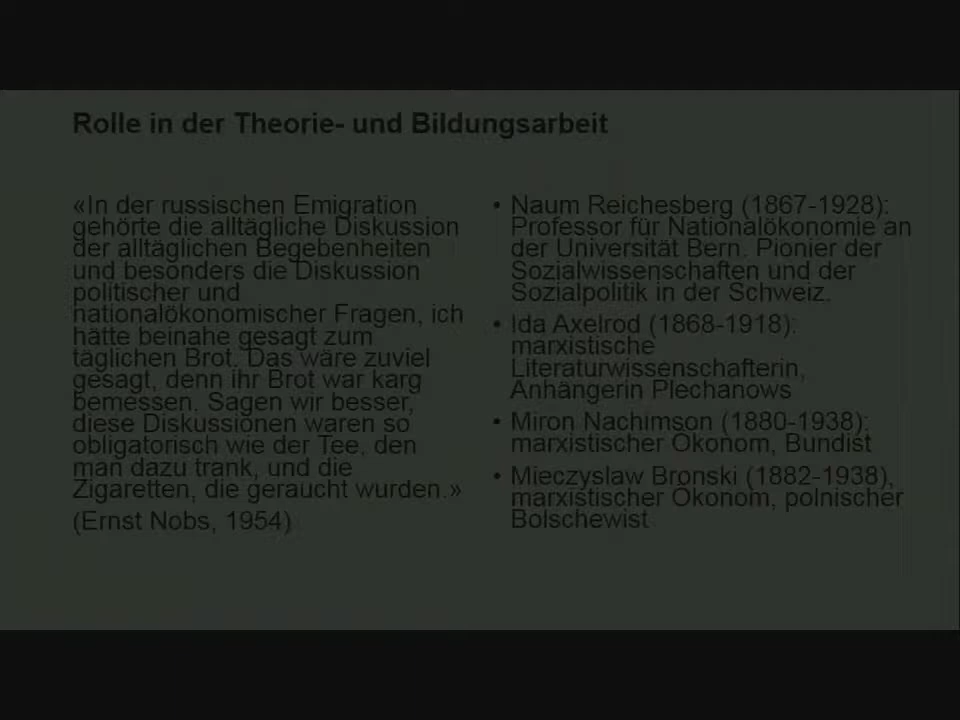 Rolle in der Theorie- und Bildungsarbeit
«In der russischen Emigration
gehörte die alltägliche Diskussion
der alltäglichen Begebenheiten
und besonders die Diskussion
politischer und
nationalökonomischer Fragen, ich
hätte beinahe gesagt zum
täglichen Brot. Das wäre zuviel
gesagt, denn ihr Brot war karg
bemessen. Sagen wir besser,
diese Diskussionen waren so
obligatorisch wie der Tee, den
man dazu trank, und die
Zigaretten, die geraucht wurden.»
(Ernst Nobs, 1954)
• Naum Reichesberg (1867-1928):
Professor für Nationalökonomie an
der Universität Bern. Pionier der
Sozialwissenschaften und der
Sozialpolitik in der Schweiz.
• Ida Axelrod (1868-1918):
marxistische
Literaturwissenschafterin,
Anhängerin Plechanows
• Miron Nachimson (1880-1938):
marxistischer Ökonom, Bundist
• Mieczyslaw Bronski (1882-1938),
marxistischer Ökonom, polnischer
Bolschewist